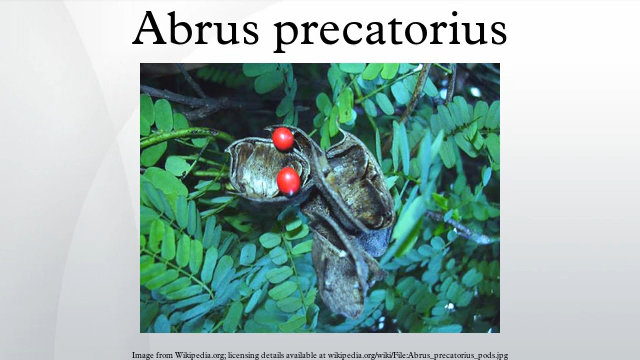 Abrus precatorius
Image from Wikipedia.org; licensing details available at wikipedia.org/wiki/File:Abrus_precatorius_pods.jpg